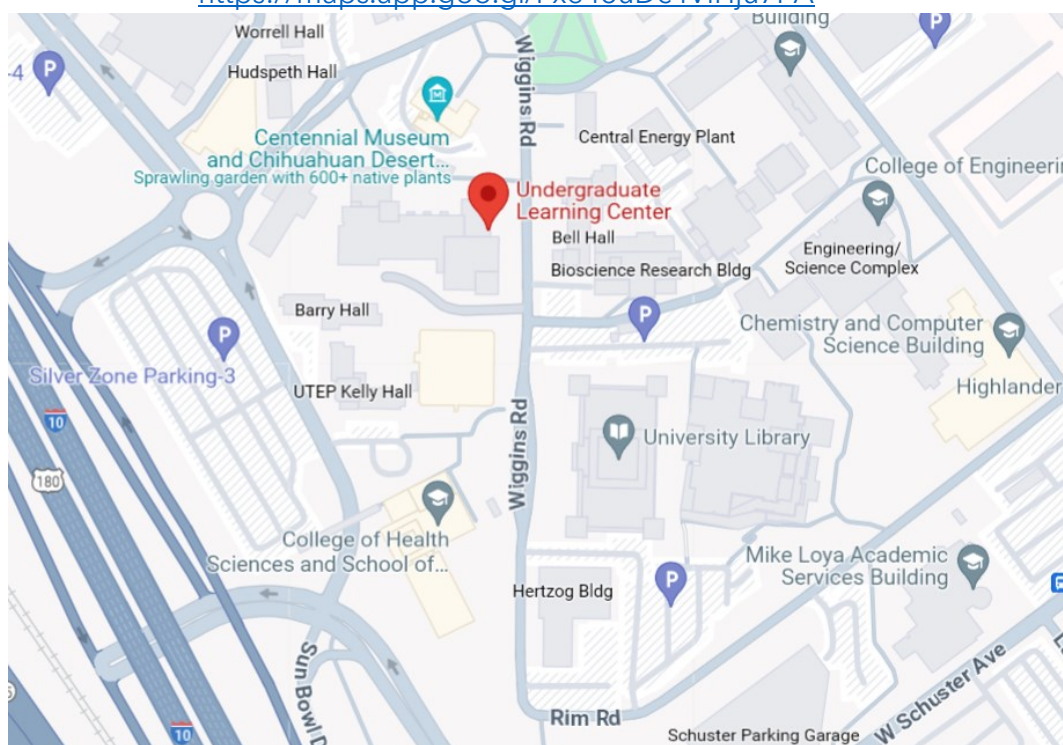 Building
Worrell Hall
Hudspeth Hall
Wiggins Rd
P
-4
P
Centennial Museum
and Chihuahuan Desert...
Sprawling garden with 600+ native plants
Central Energy Plant
College of Engineerin
Undergraduate
Learning Center
Bell Hall
Bioscience Research Bldg
Engineering/
Science Complex
Barry Hall
P
P
Silver Zone Parking-3
Chemistry and Computer
Science Building
UTEP Kelly Hall
Highlander
10
180
Wiggins Rd
University Library
College of Health
Sciences and School of...
Mike Loya Academic
Services Building
Hertzog Bldg
P
Sun Bowl D
Rim Rd
W Schuster Ave
Schuster Parking Garage
10